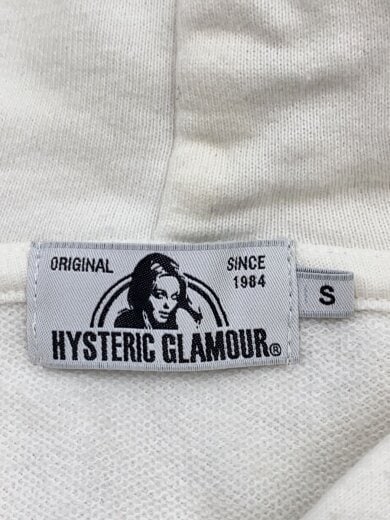 ORIGINAL
SINCE
1984
HYSTERIC GLAMOUR®
S